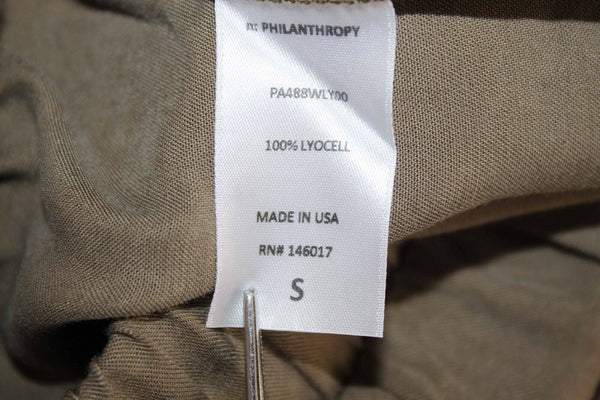 n: PHILANTHROPY
PA488WLY00
100% LYOCELL
MADE IN USA
RN# 146017
S